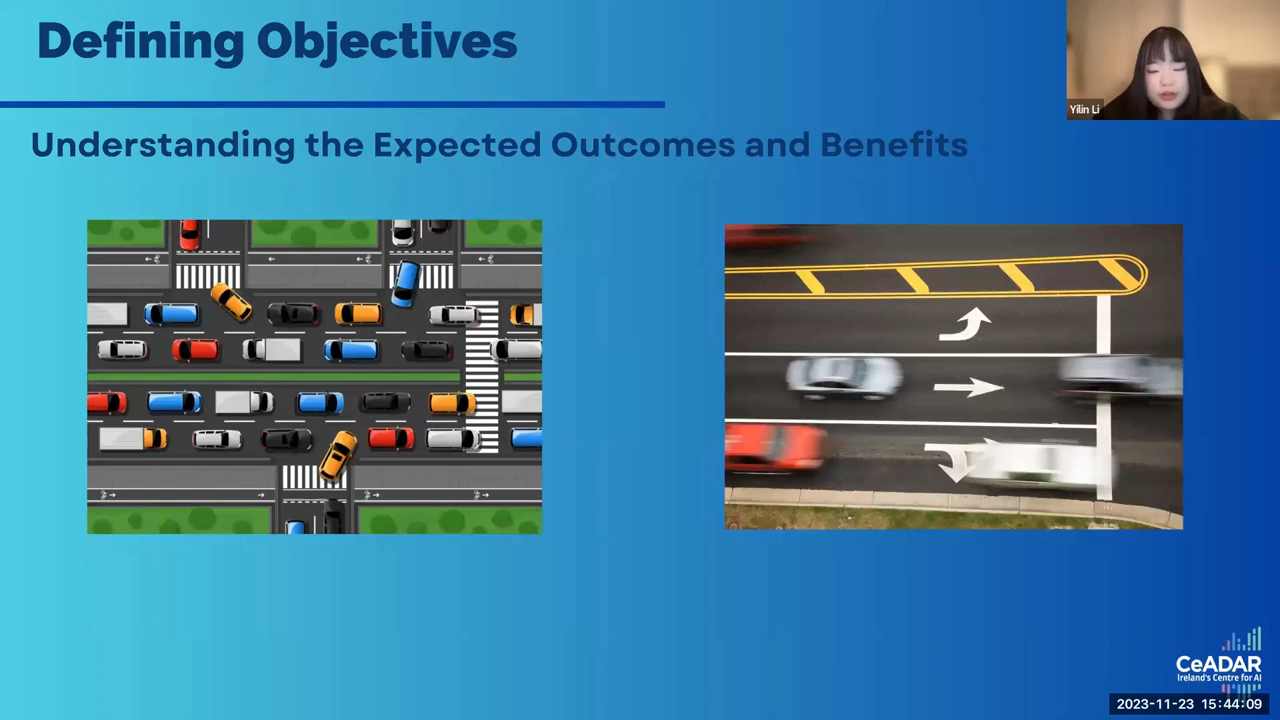 Defining Objectives
Yilin Li
Understanding the Expected Outcomes and Benefits
CeADAR
Ireland's Centre for AI
2023-11-23 15:44:09